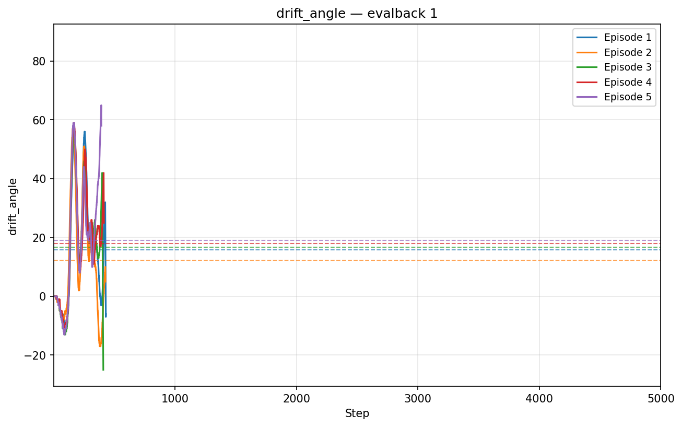 drift_angle — evalback 1
Episode 1
Episode 2
Episode 3
Episode 4
Episode 5
drift_angle
80
60
40
20
0
−20
1000
2000
3000
4000
5000
Step